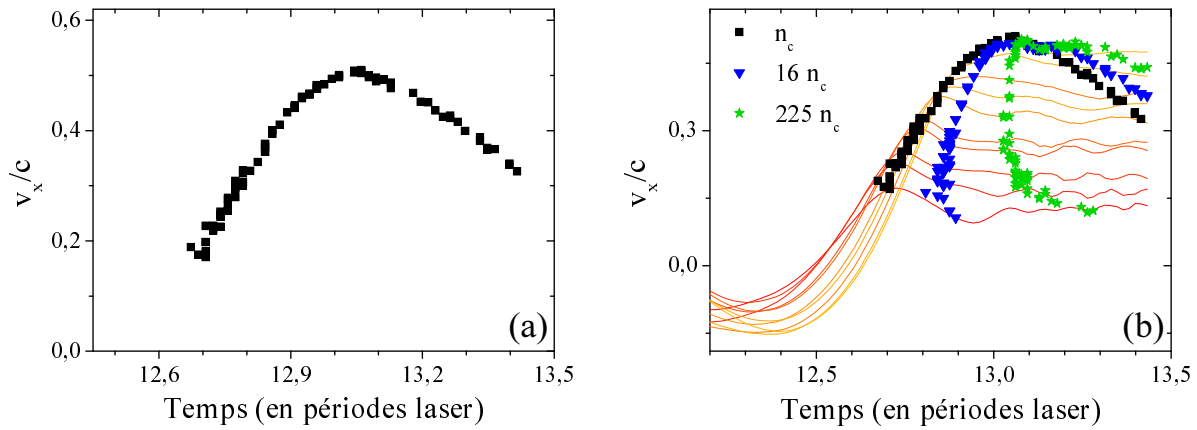 0,6
0,4
0,2
0,0
v_x/c
12,6
12,9
13,2
13,5
Temps (en périodes laser)
(a)
n_c
16 n_c
225 n_c
0,3
0,0
v_x/c
12,5
13,0
13,5
Temps (en périodes laser)
(b)